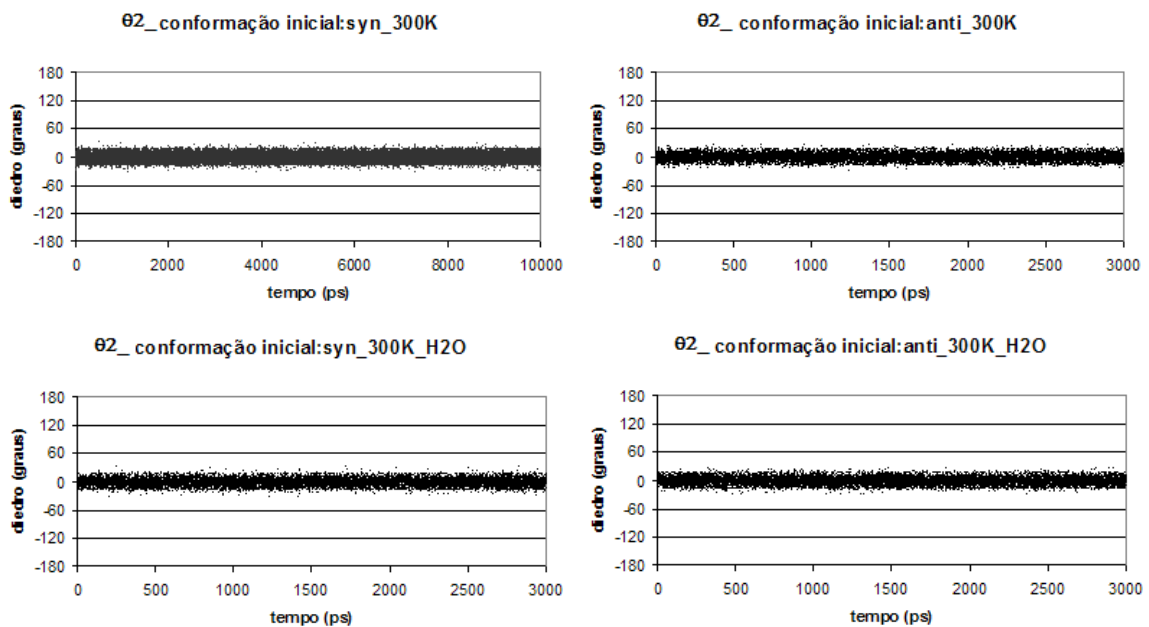 θ2_ conformação inicial:syn_300K
180
120
60
0
-60
-120
-180
diedro (graus)
0 2000 4000 6000 8000 10000
tempo (ps)
θ2_ conformação inicial:anti_300K
180
120
60
0
-60
-120
-180
diedro (graus)
0 500 1000 1500 2000 2500 3000
tempo (ps)
θ2_ conformação inicial:syn_300K_H2O
180
120
60
0
-60
-120
-180
diedro (graus)
0 500 1000 1500 2000 2500 3000
tempo (ps)
θ2_ conformação inicial:anti_300K_H2O
180
120
60
0
-60
-120
-180
diedro (graus)
0 500 1000 1500 2000 2500 3000
tempo (ps)